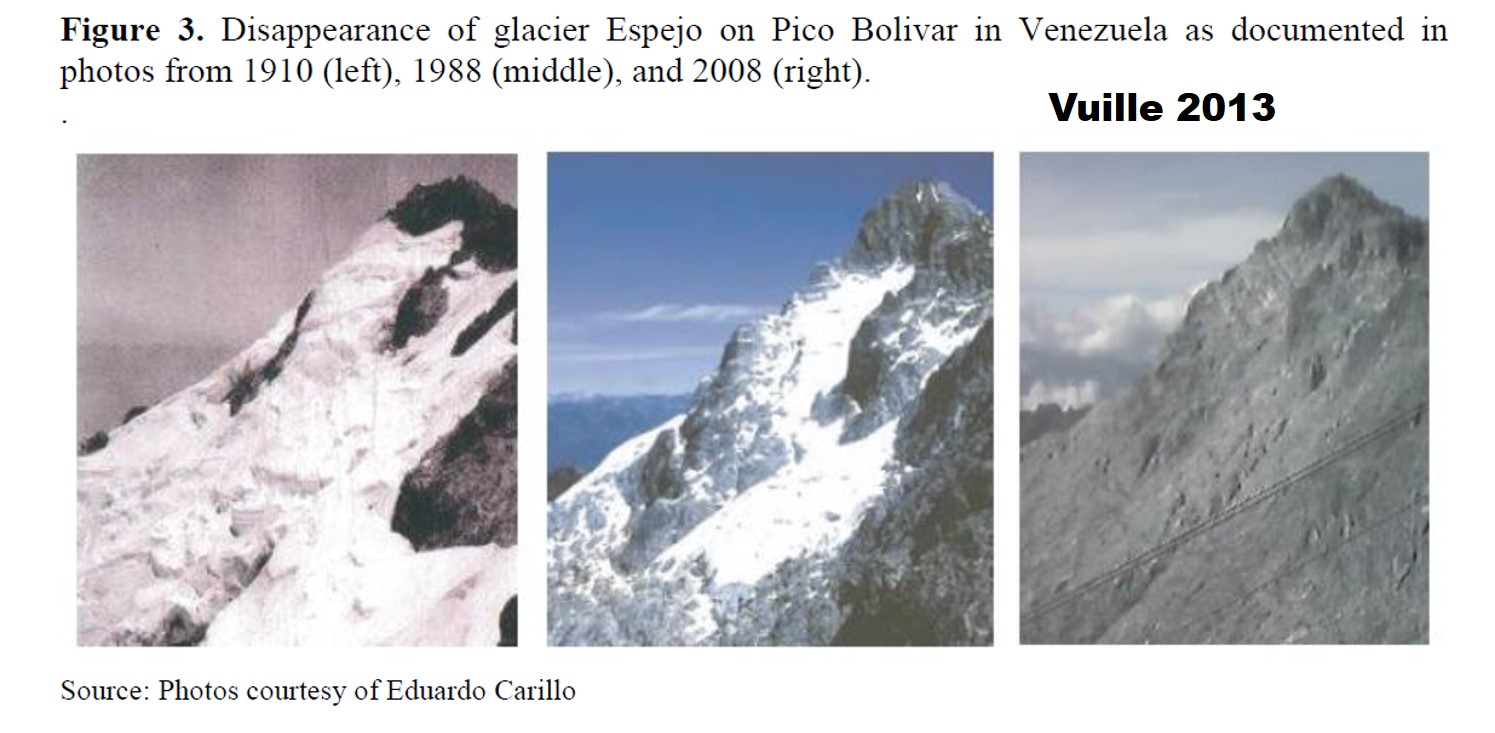 Figure 3. Disappearance of glacier Espejo on Pico Bolivar in Venezuela as documented in
photos from 1910 (left), 1988 (middle), and 2008 (right).
Vuille 2013
.
Source: Photos courtesy of Eduardo Carillo